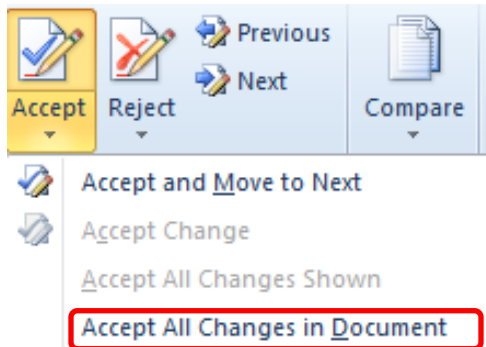 Accept
Reject
Previous
Next
Compare
Accept and Move to Next
Accept Change
Accept All Changes Shown
Accept All Changes in Document